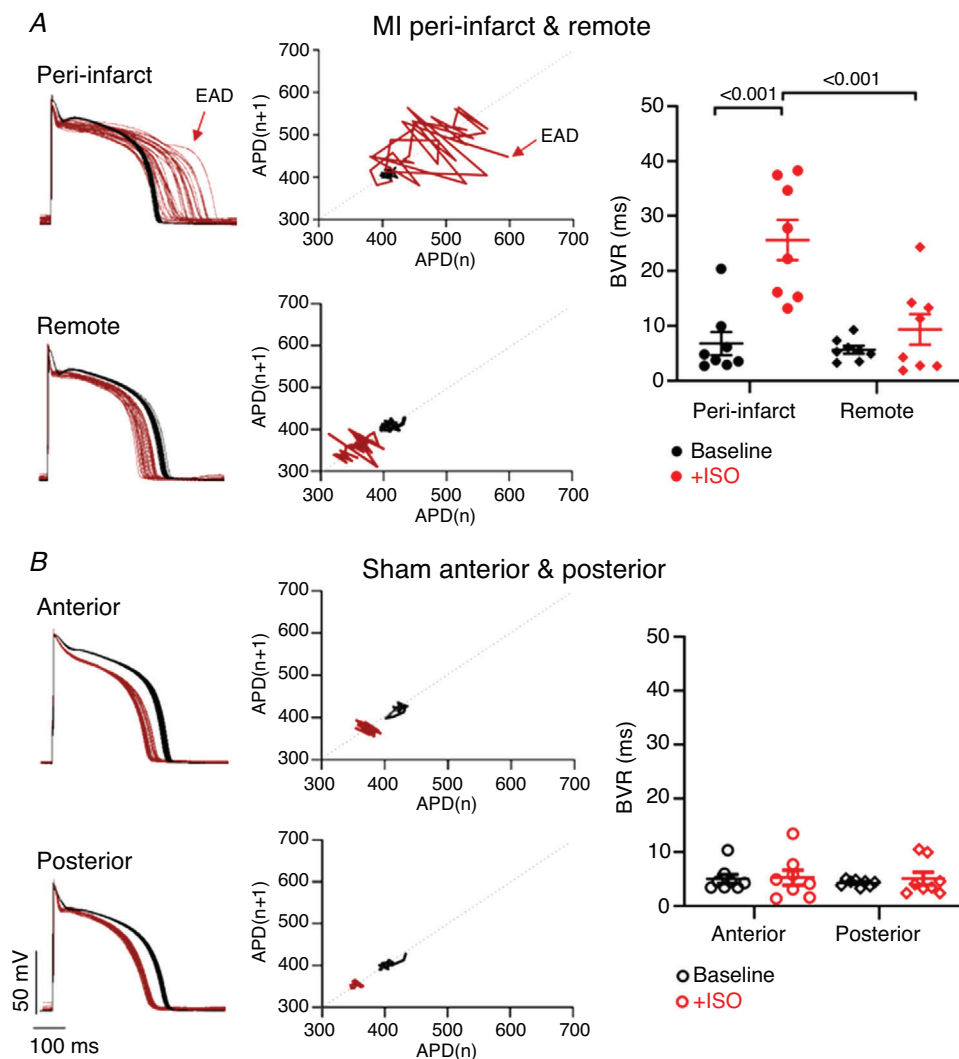 A
MI peri-infarct & remote
Peri-infarct
EAD
700
600
500
400
300
APD(n+1)
EAD
300 400 500 600 700
APD(n)
<0.001
<0.001
50
40
30
20
10
0
BVR (ms)
Peri-infarct Remote
Baseline
+ISO
Remote
700
600
500
400
300
APD(n+1)
300 400 500 600 700
APD(n)
B
Sham anterior & posterior
Anterior
700
600
500
400
300
APD(n+1)
300 400 500 600 700
APD(n)
50
40
30
20
10
0
BVR (ms)
Anterior Posterior
Baseline
+ISO
Posterior
50 mV
100 ms
700
600
500
400
300
APD(n+1)
300 400 500 600 700
APD(n)